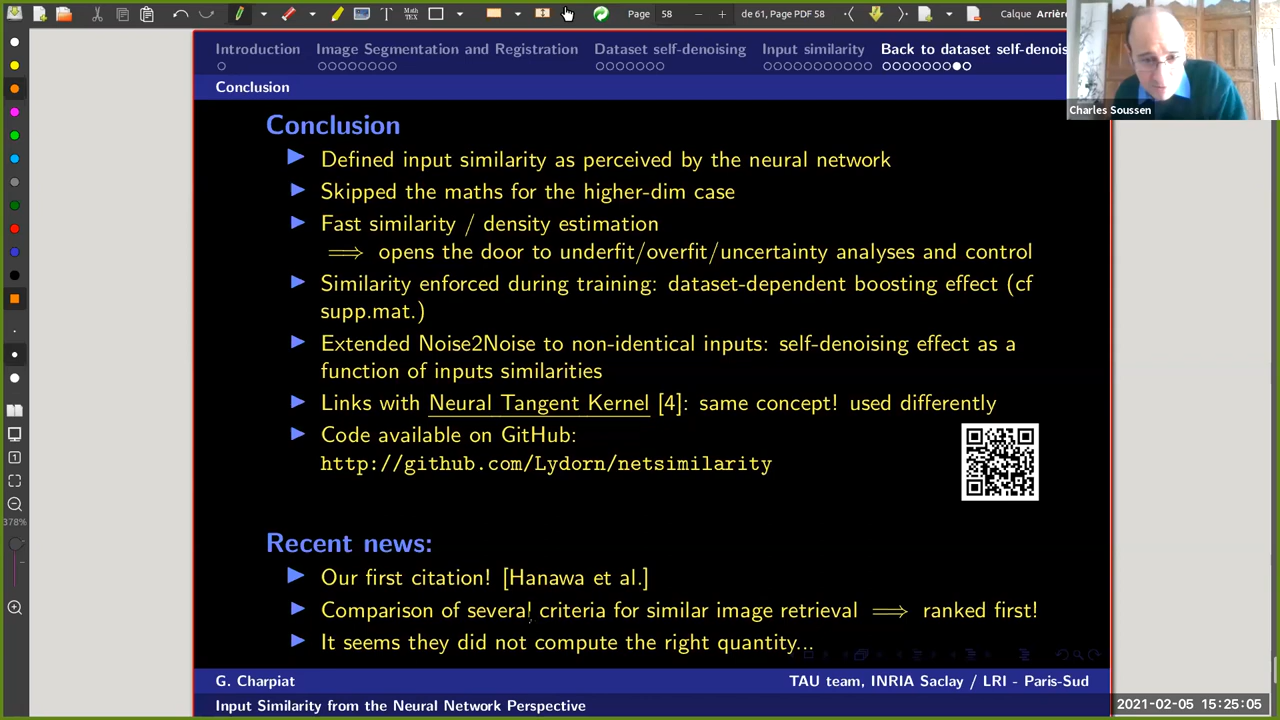 T
Math TEX
Page 58 de 61, Page PDF 58
Calque Arrière
Introduction Image Segmentation and Registration Dataset self-denoising Input similarity Back to dataset self-denois
Conclusion
Charles Soussen
Conclusion
Defined input similarity as perceived by the neural network
Skipped the maths for the higher-dim case
Fast similarity / density estimation
⟹ opens the door to underfit/overfit/uncertainty analyses and control
Similarity enforced during training: dataset-dependent boosting effect (cf
supp.mat.)
Extended Noise2Noise to non-identical inputs: self-denoising effect as a
function of inputs similarities
Links with Neural Tangent Kernel [4]: same concept! used differently
Code available on GitHub:
http://github.com/Lydorn/netsimilarity
378%
Recent news:
Our first citation! [Hanawa et al.]
Comparison of several criteria for similar image retrieval ⟹ ranked first!
It seems they did not compute the right quantity...
G. Charpiat TAU team, INRIA Saclay / LRI - Paris-Sud
Input Similarity from the Neural Network Perspective
2021-02-05 15:25:05